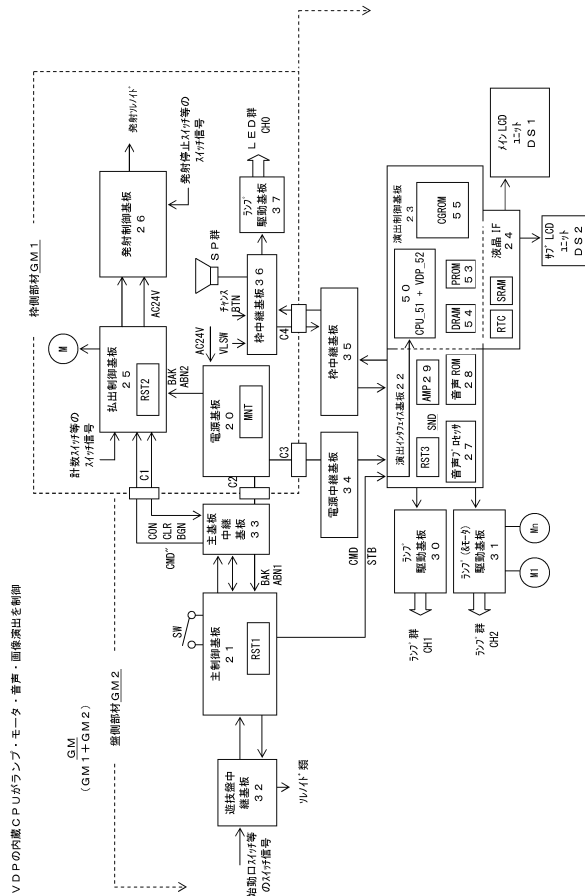 VDPの内蔵CPUがランプ・モータ・音声・画像演出を制御
GM
(GM1+GM2)
枠側部材GM1
盤側部材GM2
始動口スイッチ等
のスイッチ信号
遊技盤中
継基板
32
ソレノイド類
SW
主制御基板
21
RST1
BAK
ABN1
主基板
中継
基板
33
CON
CLR
BGN
CMD"
C1
C2
C3
C4
計数スイッチ等の
スイッチ信号
M
払出制御基板
25
RST2
BAK
ABN2
AC24V
発射制御基板
26
発射ソレノイド
発射停止スイッチ等の
スイッチ信号
電源基板
20
MNT
AC24V
VLSW
チャンス
LBTN
SP群
枠中継基板36
ランプ
駆動基板
37
LED群
CH0
電源中継基板
34
枠中継基板
35
CMD
STB
演出インタフェイス基板22
RST3
SND
AMP29
音声プロセッサ
27
音声ROM
28
演出制御基板
23
50
CPU_51 + VDP_52
CGROM
55
DRAM
54
PROM
53
RTC
SRAM
液晶IF
24
メインLCD
ユニット
DS1
サブLCD
ユニット
DS2
ランプ
駆動基板
30
ランプ群
CH1
ランプ(&モータ)
駆動基板
31
ランプ群
CH2
M1
Mn